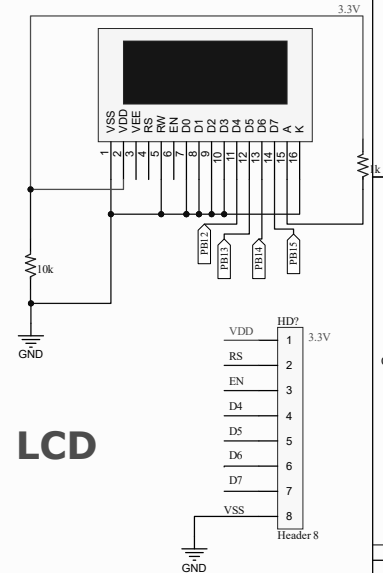 3.3V
VSS
VDD
VEE
RS
RW
EN
D0
D1
D2
D3
D4
D5
D6
D7
A
K
1
2
3
4
5
6
7
8
9
10
11
12
13
14
15
16
1k
PB12
PB13
PB14
PB15
10k
GND
HD?
VDD 1 3.3V
RS 2
EN 3
D4 4
D5 5
D6 6
D7 7
VSS 8
Header 8
GND
LCD